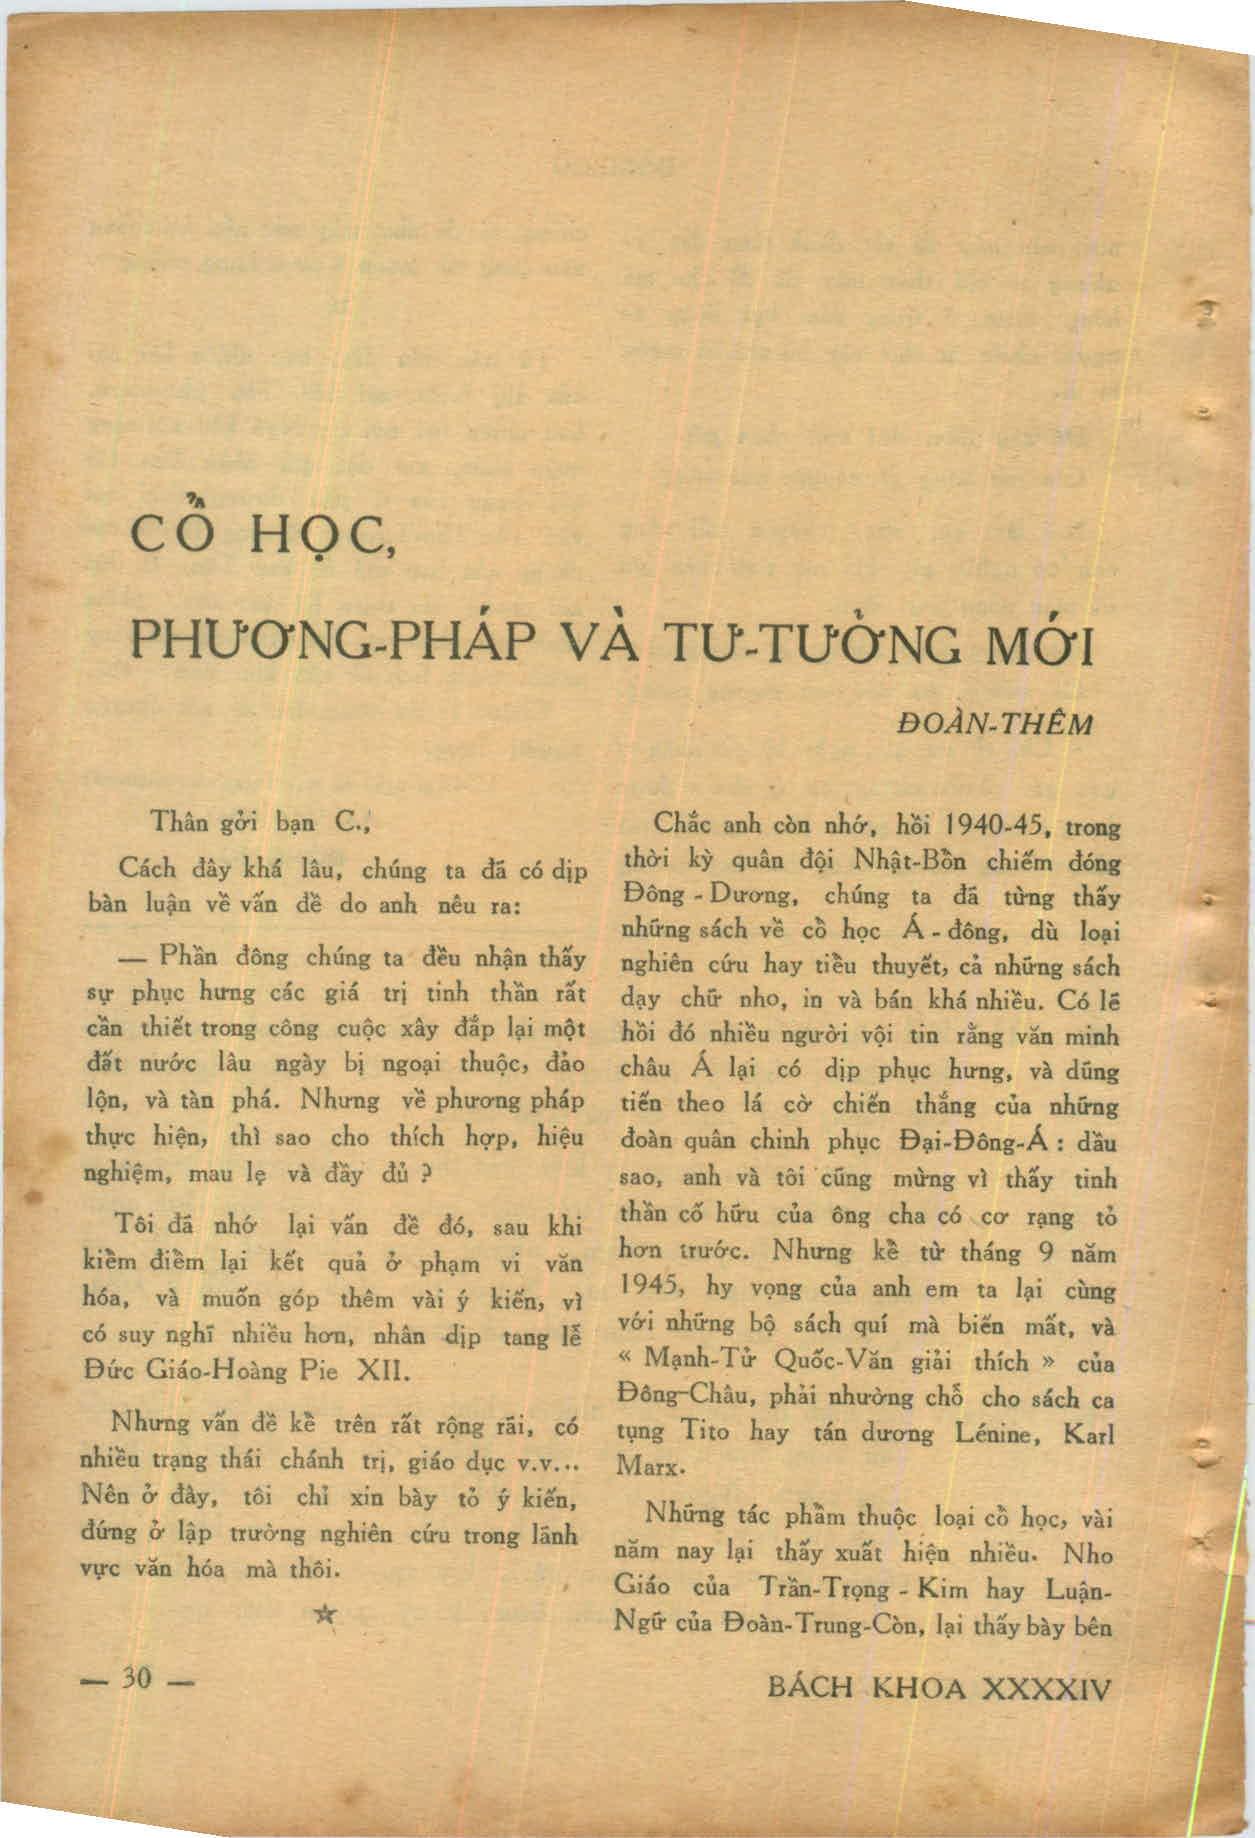 CỔ HỌC,
PHƯƠNG-PHÁP VÀ TƯ-TƯỞNG MỚI
ĐOÀN-THÊM
Thân gởi bạn C.,
Cách đây khá lâu, chúng ta đã có dịp
bàn luận về vấn đề do anh nêu ra:
— Phần đông chúng ta đều nhận thấy
sự phục hưng các giá trị tinh thần rất
cần thiết trong công cuộc xây đắp lại một
đất nước lâu ngày bị ngoại thuộc, đảo
lộn, và tàn phá. Nhưng về phương pháp
thực hiện, thì sao cho thích hợp, hiệu
nghiệm, mau lẹ và đầy đủ ?
Tôi đã nhớ lại vấn đề đó, sau khi
kiểm điểm lại kết quả ở phạm vi văn
hóa, và muốn góp thêm vài ý kiến, vì
có suy nghĩ nhiều hơn, nhân dịp tang lễ
Đức Giáo-Hoàng Pie XII.
Nhưng vấn đề kể trên rất rộng rãi, có
nhiều trạng thái chánh trị, giáo dục v.v...
Nên ở đây, tôi chỉ xin bày tỏ ý kiến,
đứng ở lập trường nghiên cứu trong lãnh
vực văn hóa mà thôi.
☆
Chắc anh còn nhớ, hồi 1940-45, trong
thời kỳ quân đội Nhật-Bổn chiếm đóng
Đông - Dương, chúng ta đã từng thấy
những sách về cổ học Á - đông, dù loại
nghiên cứu hay tiểu thuyết, cả những sách
dạy chữ nho, in và bán khá nhiều. Có lẽ
hồi đó nhiều người vội tin rằng văn minh
châu Á lại có dịp phục hưng, và dũng
tiến theo lá cờ chiến thắng của những
đoàn quân chinh phục Đại-Đông-Á : dầu
sao, anh và tôi cũng mừng vì thấy tinh
thần cố hữu của ông cha có cơ rạng tỏ
hơn trước. Nhưng kể từ tháng 9 năm
1945, hy vọng của anh em ta lại cùng
với những bộ sách quí mà biến mất, và
« Mạnh-Tử Quốc-Văn giải thích » của
Đông-Châu, phải nhường chỗ cho sách ca
tụng Tito hay tán dương Lénine, Karl
Marx.
Những tác phẩm thuộc loại cổ học, vài
năm nay lại thấy xuất hiện nhiều. Nho
Giáo của Trần-Trọng - Kim hay Luận-
Ngữ của Đoàn-Trung-Còn, lại thấy bày bên
— 30 —
BÁCH KHOA XXXXIV